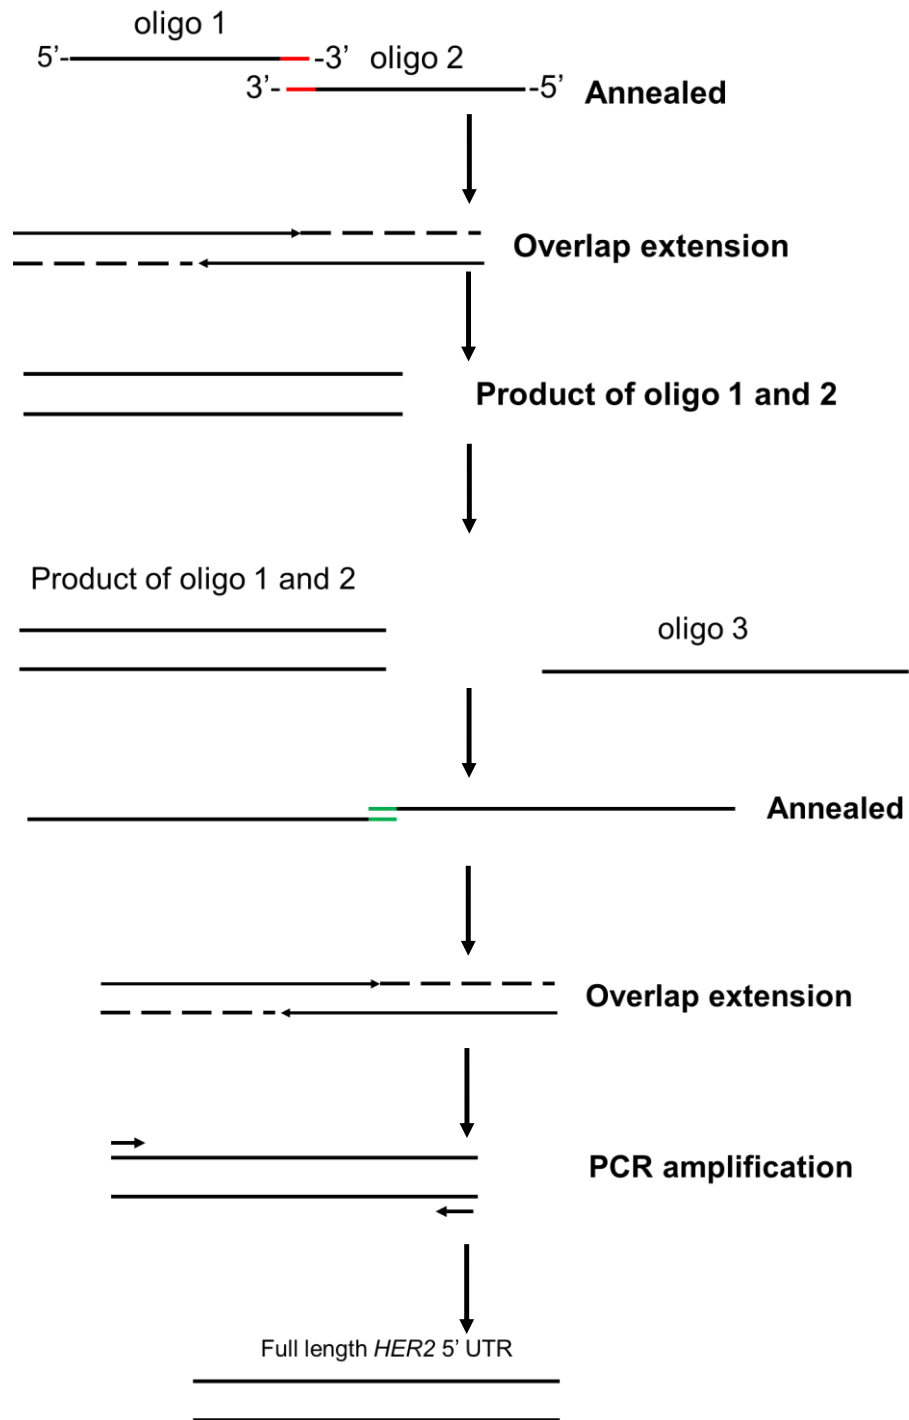 oligo 1
5’- -3’ oligo 2
3’- -5’ Annealed
Overlap extension
Product of oligo 1 and 2
Product of oligo 1 and 2
oligo 3
Annealed
Overlap extension
PCR amplification
Full length HER2 5’ UTR